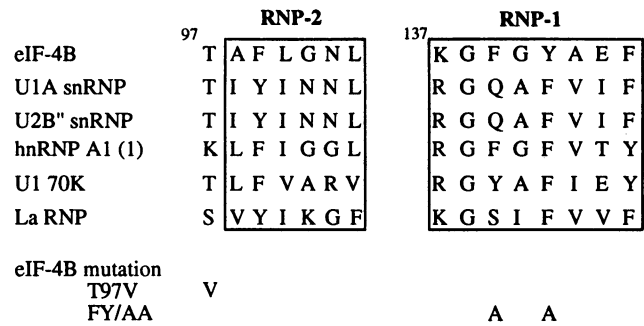 RNP-2 RNP-1
97 137
eIF-4B T A F L G N L K G F G Y A E F
U1A snRNP T I Y I N N L R G Q A F V I F
U2B" snRNP T I Y I N N L R G Q A F V I F
hnRNP A1 (1) K L F I G G L R G F G F V T Y
U1 70K T L F V A R V R G Y A F I E Y
La RNP S V Y I K G F K G S I F V V F
eIF-4B mutation
T97V V
FY/AA A A